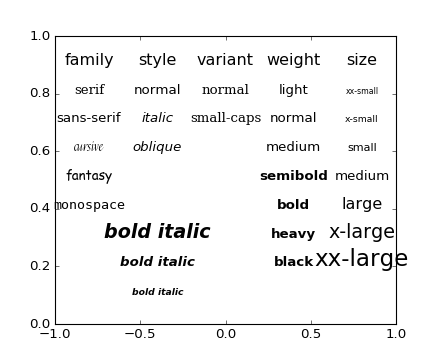 1.0
family style variant weight size
serif normal normal light xx-small
0.8
sans-serif italic small-caps normal x-small
cursive oblique medium small
0.6
fantasy semibold medium
monospace bold large
0.4
bold italic heavy x-large
bold italic black xx-large
0.2
bold italic
0.0
−1.0 −0.5 0.0 0.5 1.0